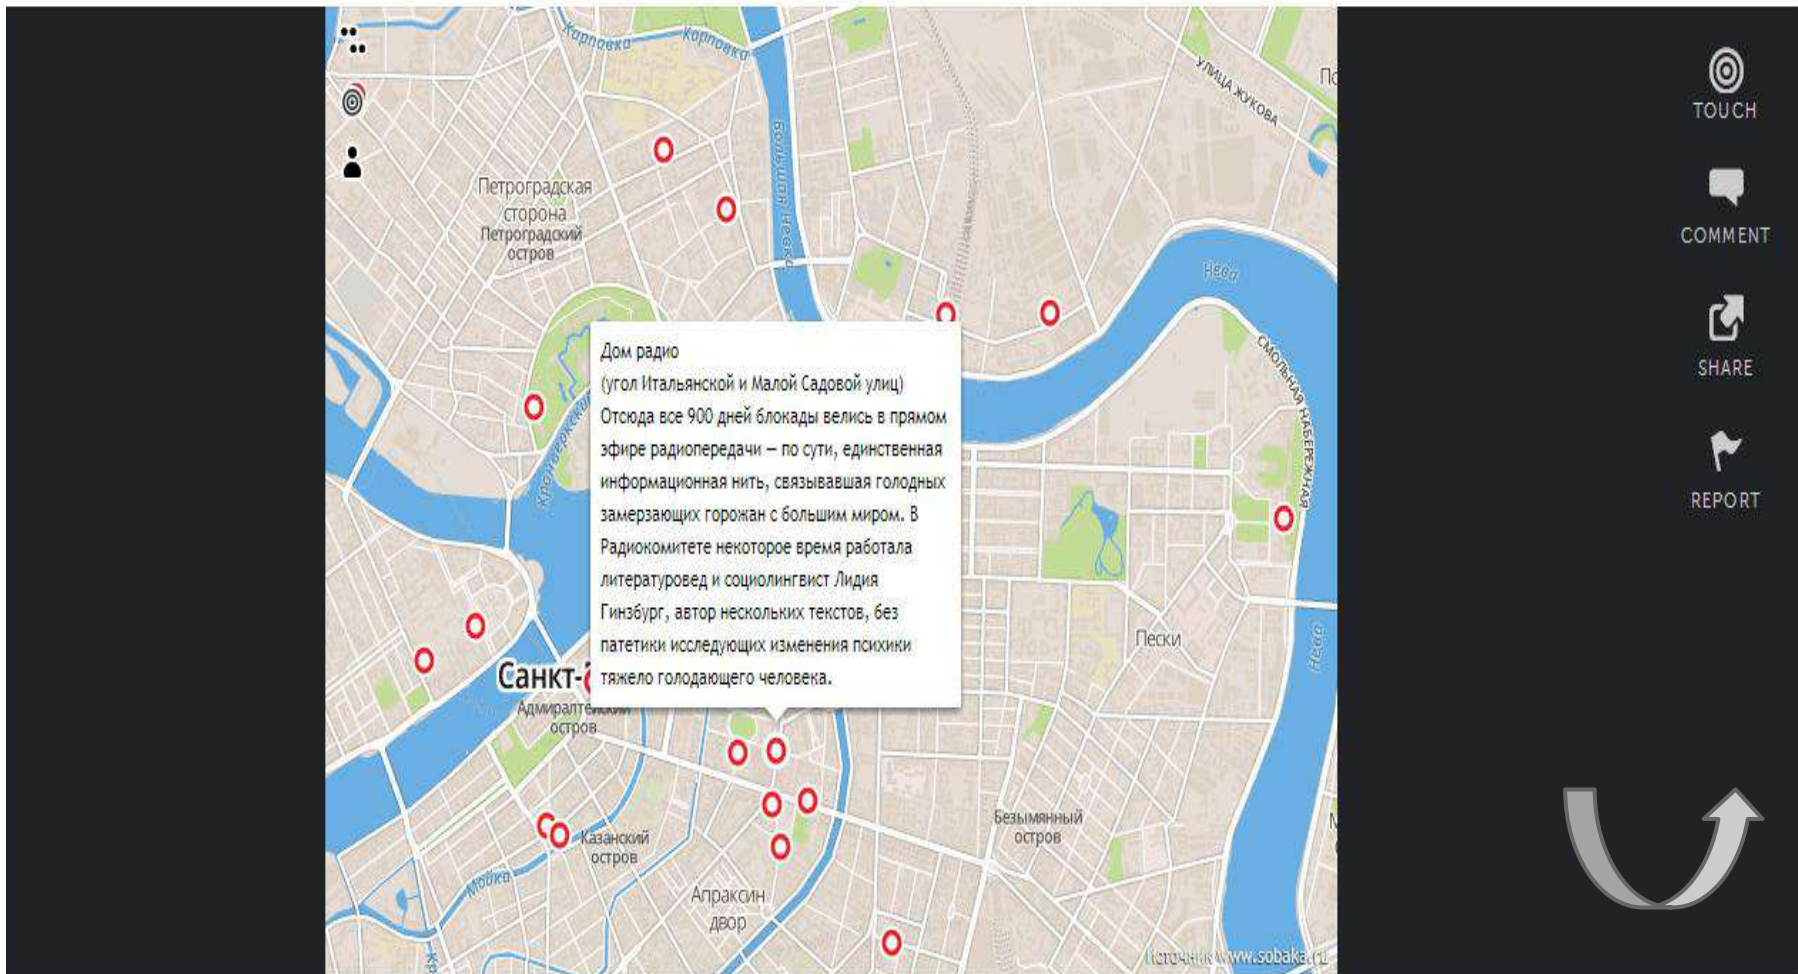 Карповка
Карповка
УЛИЦА ЖУКОВА
Петроградская
сторона
Петроградский
остров
Большая Нева
Нева
СМОЛЬНАЯ НАБЕРЕЖНАЯ
Кронверкская
Дом радио
(угол Итальянской и Малой Садовой улиц)
Отсюда все 900 дней блокады велись в прямом
эфире радиопередачи – по сути, единственная
информационная нить, связывавшая голодных
замерзающих горожан с большим миром. В
Радиокомитете некоторое время работала
литературовед и социолингвист Лидия
Гинзбург, автор нескольких текстов, без
патетики исследующих изменения психики
тяжело голодающего человека.
Пески
Нева
Санкт-
Адмиралтейский
остров
Казанский
остров
Мойка
Апраксин
двор
Безымянный
остров
Источник www.sobaka.ru
TOUCH
COMMENT
SHARE
REPORT